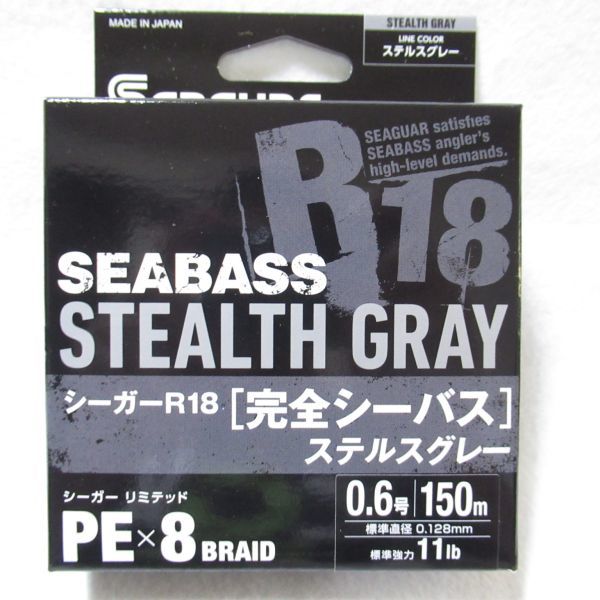 MADE IN JAPAN
STEALTH GRAY
LINE COLOR
ステルスグレー
SEAGUAR
R18
SEAGUAR satisfies
SEABASS angler's
high-level demands.
SEABASS
STEALTH GRAY
シーガーR18 [完全シーバス]
ステルスグレー
シーガー リミテッド
PE×8 BRAID
0.6号 150m
標準直径 0.128mm
標準強力 11lb